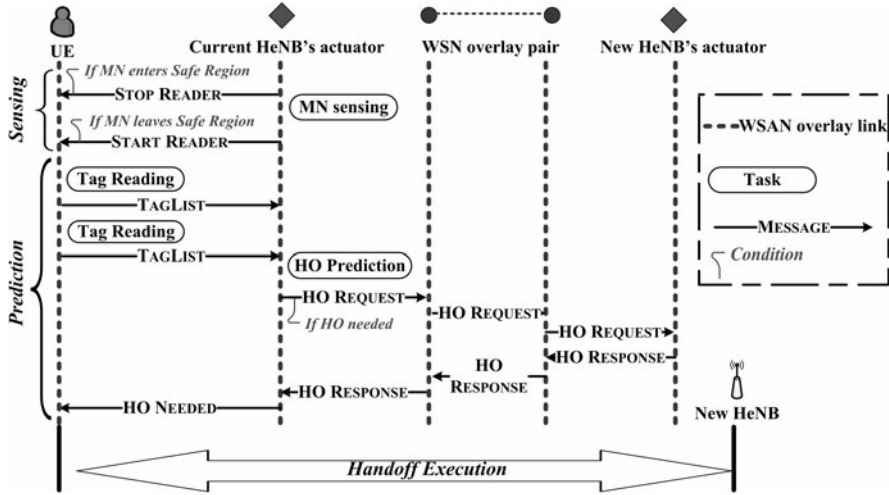 UE
Current HeNB's actuator
WSN overlay pair
New HeNB's actuator
Sensing
If MN enters Safe Region
STOP READER
MN sensing
If MN leaves Safe Region
START READER
Prediction
Tag Reading
TAGLIST
Tag Reading
TAGLIST
HO Prediction
HO REQUEST
If HO needed
HO REQUEST
HO REQUEST
HO RESPONSE
HO
RESPONSE
HO RESPONSE
HO NEEDED
WSAN overlay link
Task
MESSAGE
Condition
New HeNB
Handoff Execution